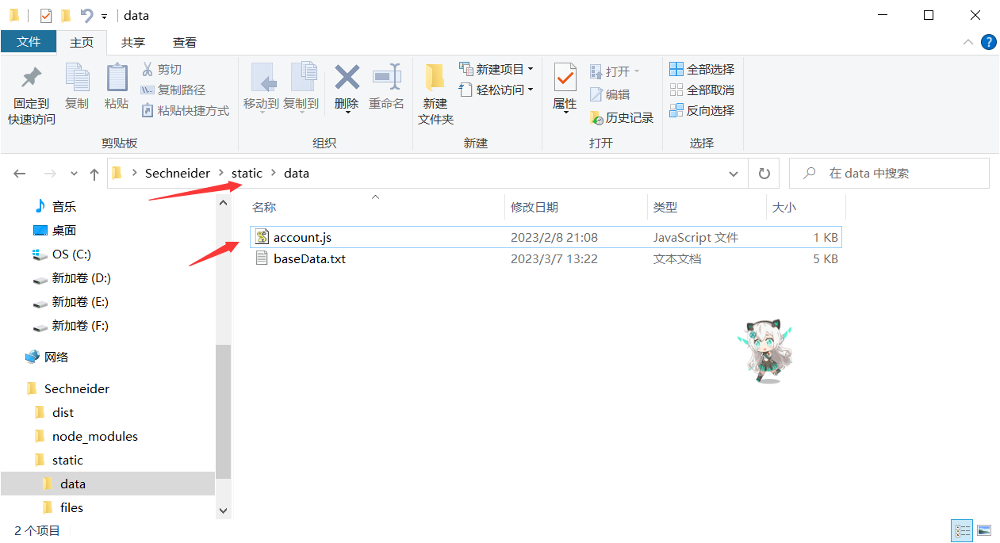 data
文件 主页 共享 查看
固定到
快速访问
复制
粘贴
剪切
复制路径
粘贴快捷方式
剪贴板
移动到
复制到
删除
重命名
组织
新建
文件夹
新建项目
轻松访问
新建
属性
打开
编辑
历史记录
打开
全部选择
全部取消
反向选择
选择
Sechneider static data
在 data 中搜索
音乐
桌面
OS (C:)
新加卷 (D:)
新加卷 (E:)
新加卷 (F:)
网络
Sechneider
dist
node_modules
static
data
files
名称 修改日期 类型 大小
account.js 2023/2/8 21:08 JavaScript 文件 1 KB
baseData.txt 2023/3/7 13:22 文本文档 5 KB
2 个项目